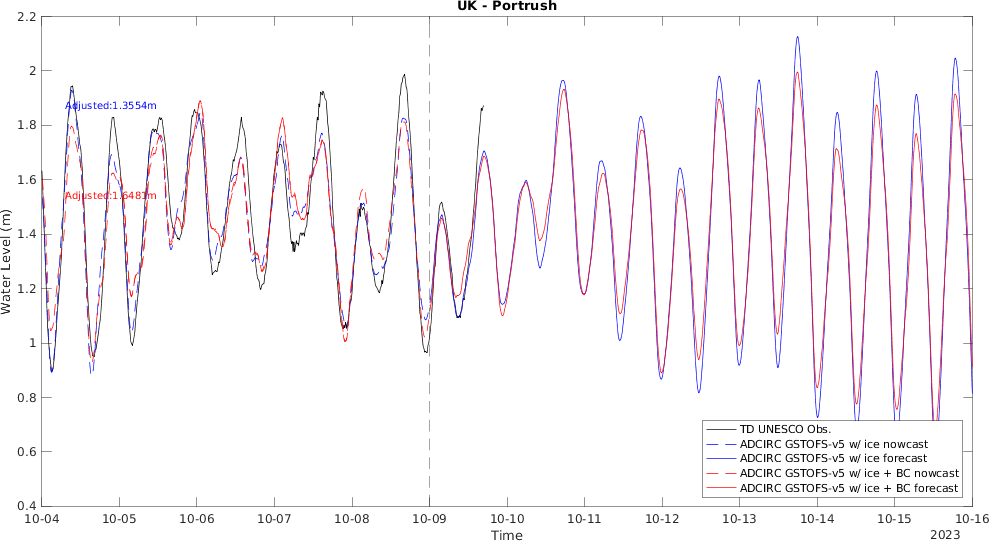 UK - Portrush
2.2
2
1.8
1.6
1.4
1.2
1
0.8
0.6
0.4
Water Level (m)
Adjusted:1.3554m
Adjusted:1.6481m
TD UNESCO Obs.
ADCIRC GSTOFS-v5 w/ ice nowcast
ADCIRC GSTOFS-v5 w/ ice forecast
ADCIRC GSTOFS-v5 w/ ice + BC nowcast
ADCIRC GSTOFS-v5 w/ ice + BC forecast
10-04 10-05 10-06 10-07 10-08 10-09 10-10 10-11 10-12 10-13 10-14 10-15 10-16
Time
2023